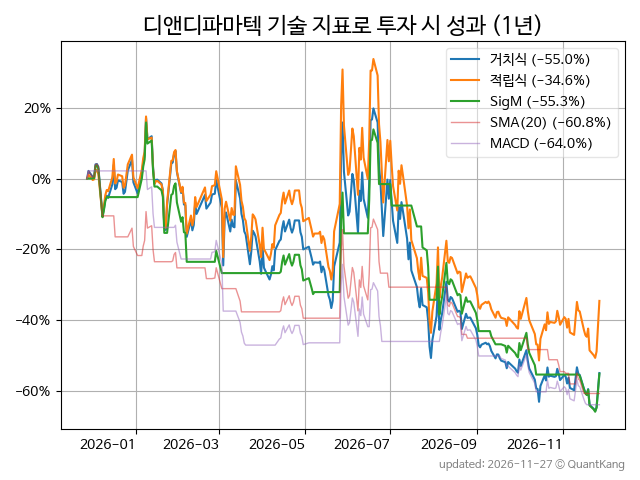 디앤디파마텍 기술 지표로 투자 시 성과 (1년)
거치식 (−55.0%)
적립식 (−34.6%)
SigM (−55.3%)
SMA(20) (−60.8%)
MACD (−64.0%)
20%
0%
−20%
−40%
−60%
2026-01 2026-03 2026-05 2026-07 2026-09 2026-11
updated: 2026-11-27 © QuantKang